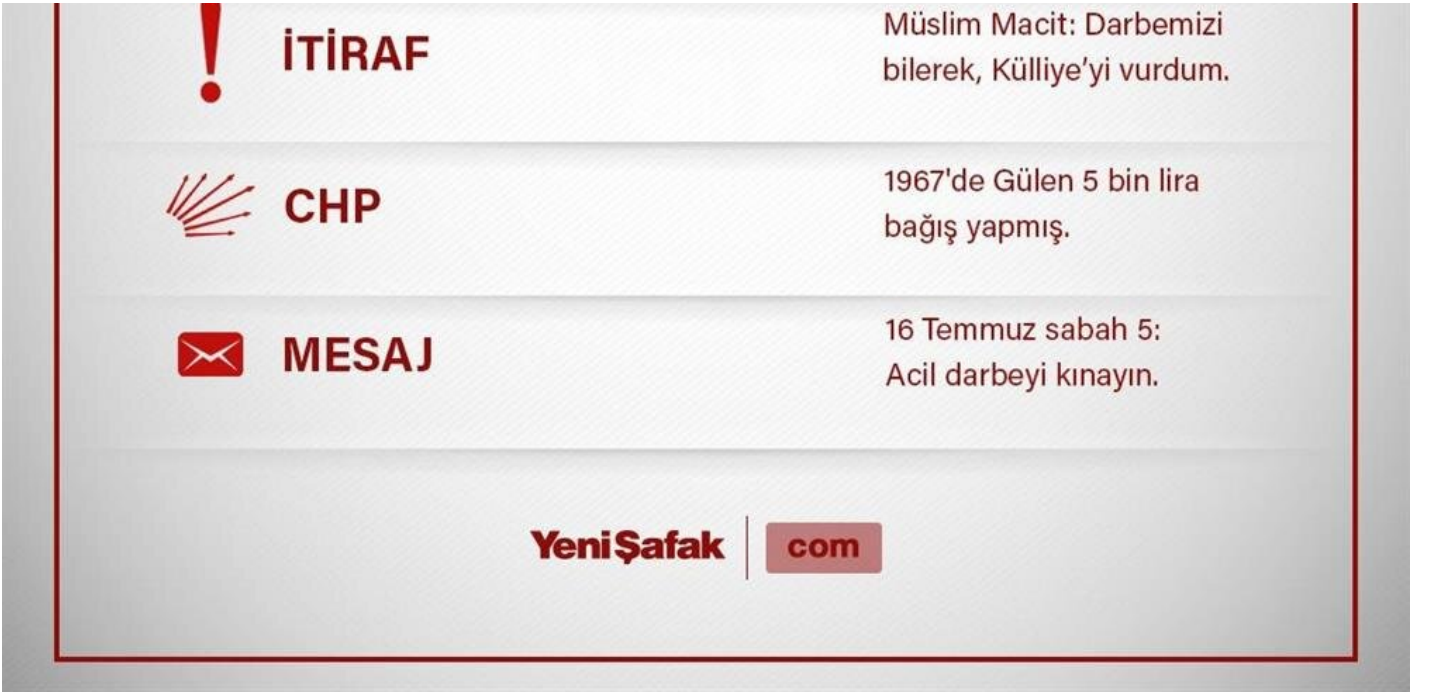 İTİRAF
Müslim Macit: Darbemizi
bilerek, Külliye'yi vurdum.
CHP
1967'de Gülen 5 bin lira
bağış yapmış.
MESAJ
16 Temmuz sabah 5:
Acil darbeyi kınayın.
YeniŞafak com